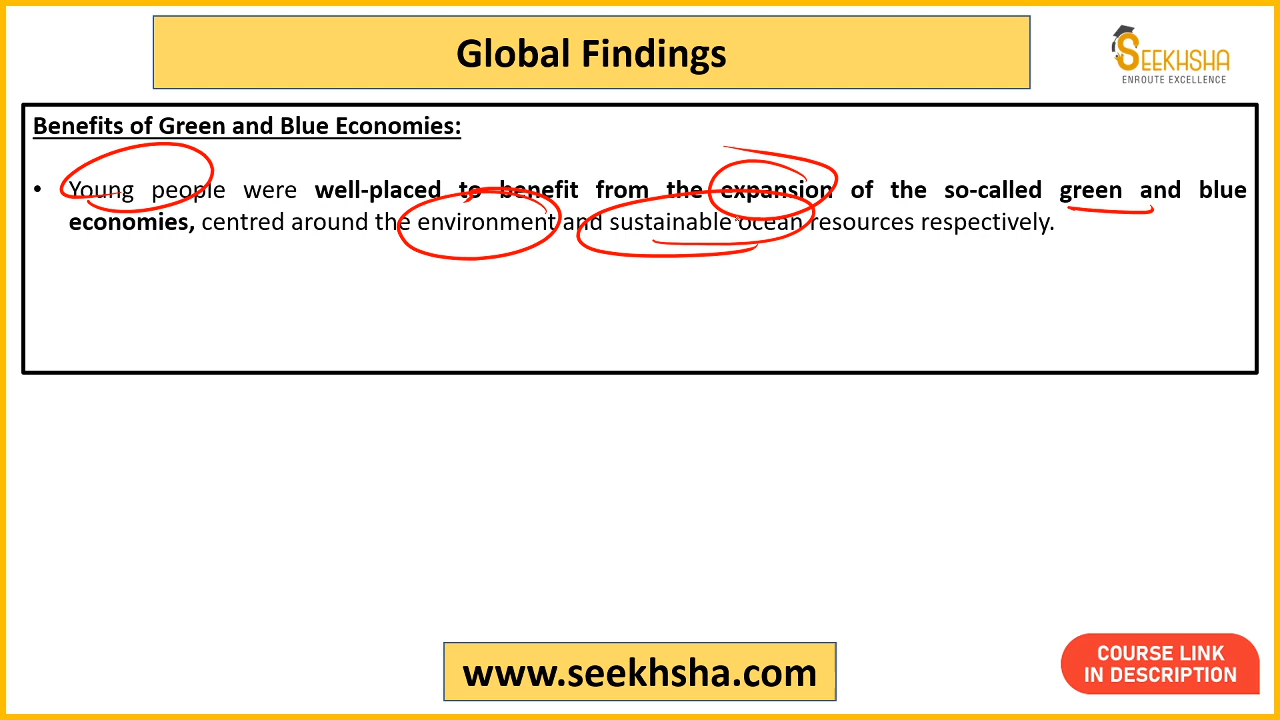 Global Findings
SEEKHSHA
ENROUTE EXCELLENCE
Benefits of Green and Blue Economies:
• Young people were well-placed to benefit from the expansion of the so-called green and blue
economies, centred around the environment and sustainable ocean resources respectively.
www.seekhsha.com
COURSE LINK
IN DESCRIPTION